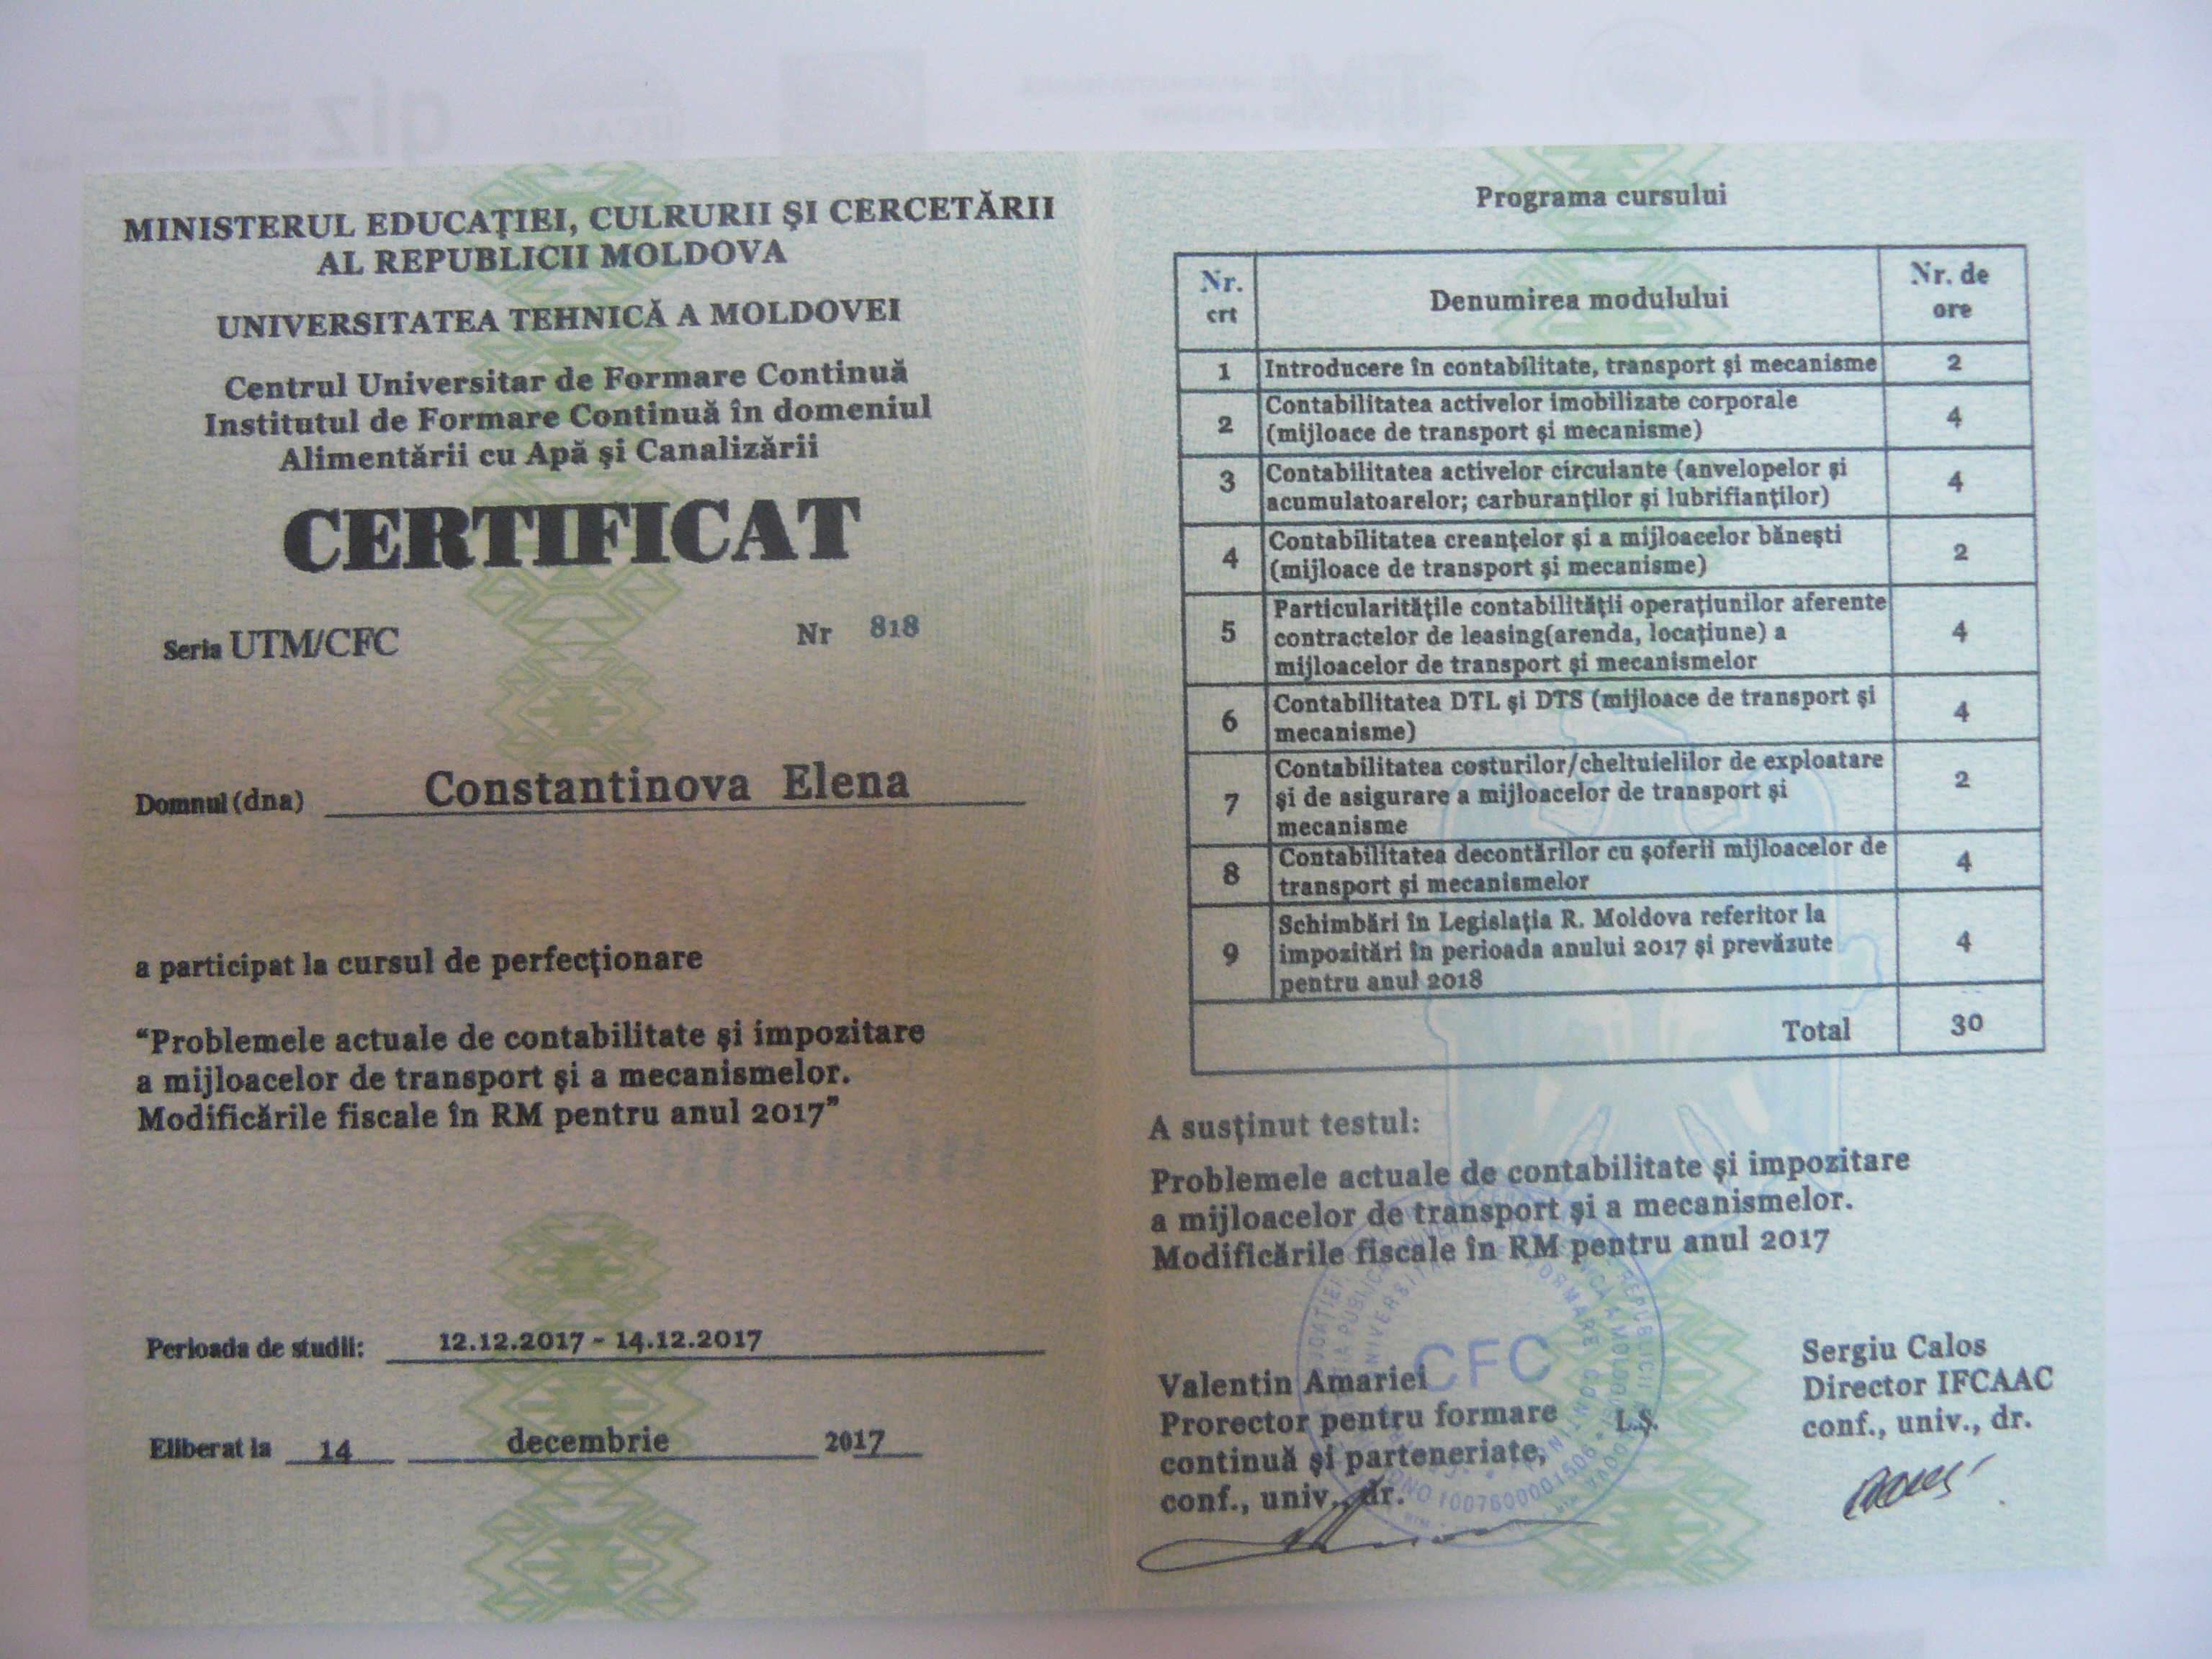 MINISTERUL EDUCAŢIEI, CULRURII ŞI CERCETĂRII
AL REPUBLICII MOLDOVA
UNIVERSITATEA TEHNICĂ A MOLDOVEI
Centrul Universitar de Formare Continuă
Institutul de Formare Continuă în domeniul
Alimentării cu Apă şi Canalizării
CERTIFICAT
Seria UTM/CFC Nr 818
Domnul (dna) Constantinova Elena
a participat la cursul de perfecţionare
“Problemele actuale de contabilitate şi impozitare
a mijloacelor de transport şi a mecanismelor.
Modificările fiscale în RM pentru anul 2017”
Perioada de studii: 12.12.2017 - 14.12.2017
Eliberat la 14 decembrie 2017
Programa cursului
Nr. crt Denumirea modulului Nr. de ore
1 Introducere în contabilitate, transport şi mecanisme 2
2 Contabilitatea activelor imobilizate corporale 4
(mijloace de transport şi mecanisme)
3 Contabilitatea activelor circulante (anvelopelor şi 4
acumulatoarelor; carburanţilor şi lubrifianţilor)
4 Contabilitatea creanţelor şi a mijloacelor băneşti 2
(mijloace de transport şi mecanisme)
5 Particularităţile contabilităţii operaţiunilor aferente 4
contractelor de leasing(arenda, locaţiune) a
mijloacelor de transport şi mecanismelor
6 Contabilitatea DTL şi DTS (mijloace de transport şi 4
mecanisme)
7 Contabilitatea costurilor/cheltuielilor de exploatare 2
şi de asigurare a mijloacelor de transport şi
mecanisme
8 Contabilitatea decontărilor cu şoferii mijloacelor de 4
transport şi mecanismelor
9 Schimbări în Legislaţia R. Moldova referitor la 4
impozitări în perioada anului 2017 şi prevăzute
pentru anul 2018
Total 30
A susţinut testul:
Problemele actuale de contabilitate şi impozitare
a mijloacelor de transport şi a mecanismelor.
Modificările fiscale în RM pentru anul 2017
Valentin Amariei
Prorector pentru formare
continuă şi parteneriate,
conf., univ., dr.
L.Ş.
CFC
Sergiu Calos
Director IFCAAC
conf., univ., dr.